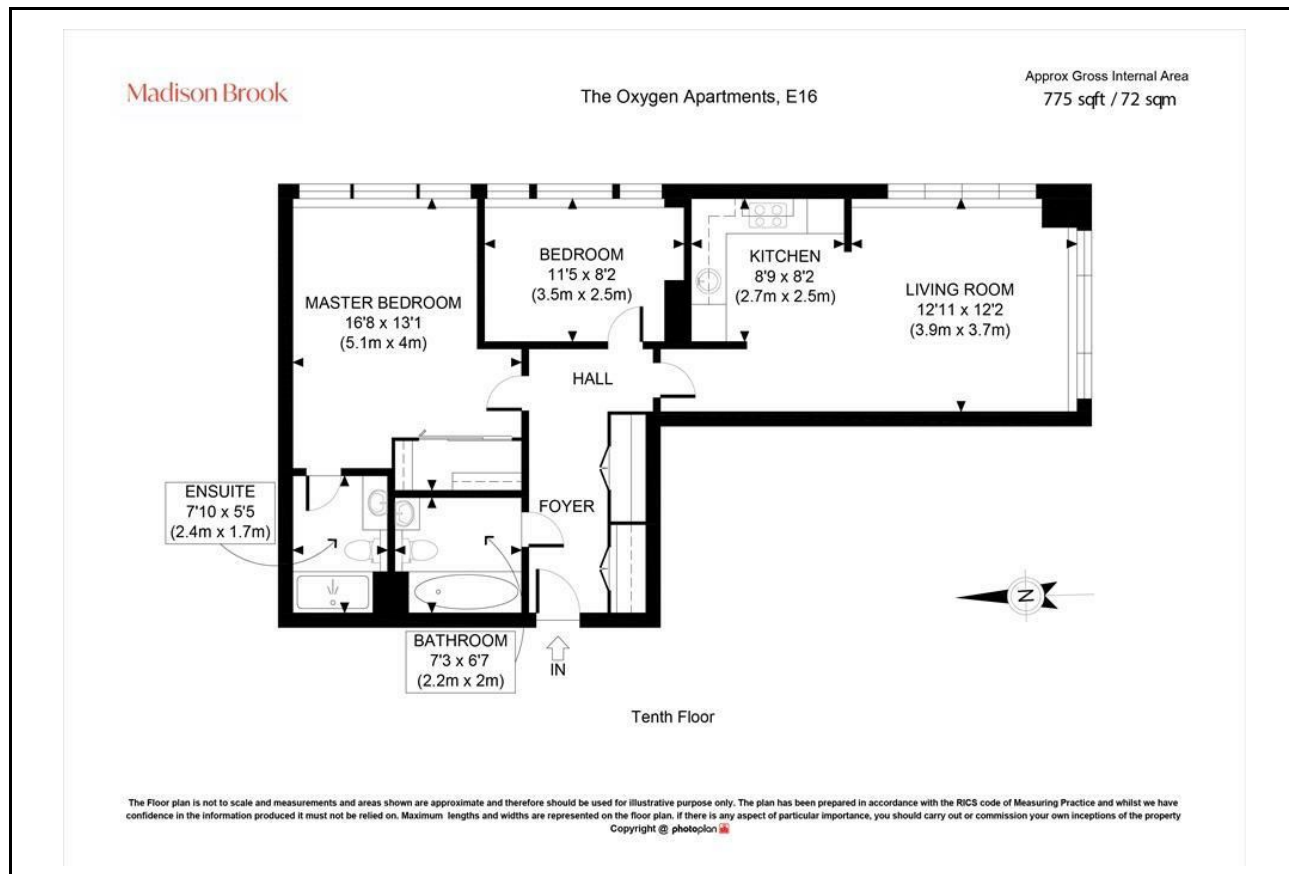 Madison Brook
The Oxygen Apartments, E16
Approx Gross Internal Area
775 sqft / 72 sqm
BEDROOM
11'5 x 8'2
(3.5m x 2.5m)
KITCHEN
8'9 x 8'2
(2.7m x 2.5m)
MASTER BEDROOM
16'8 x 13'1
(5.1m x 4m)
LIVING ROOM
12'11 x 12'2
(3.9m x 3.7m)
HALL
ENSUITE
7'10 x 5'5
(2.4m x 1.7m)
FOYER
N
BATHROOM
7'3 x 6'7
(2.2m x 2m)
IN
Tenth Floor
The Floor plan is not to scale and measurements and areas shown are approximate and therefore should be used for illustrative purpose only. The plan has been prepared in accordance with the RICS code of Measuring Practice and whilst we have
confidence in the information produced it must not be relied on. Maximum lengths and widths are represented on the floor plan. if there is any aspect of particular importance, you should carry out or commission your own inceptions of the property
Copyright @ photoplan